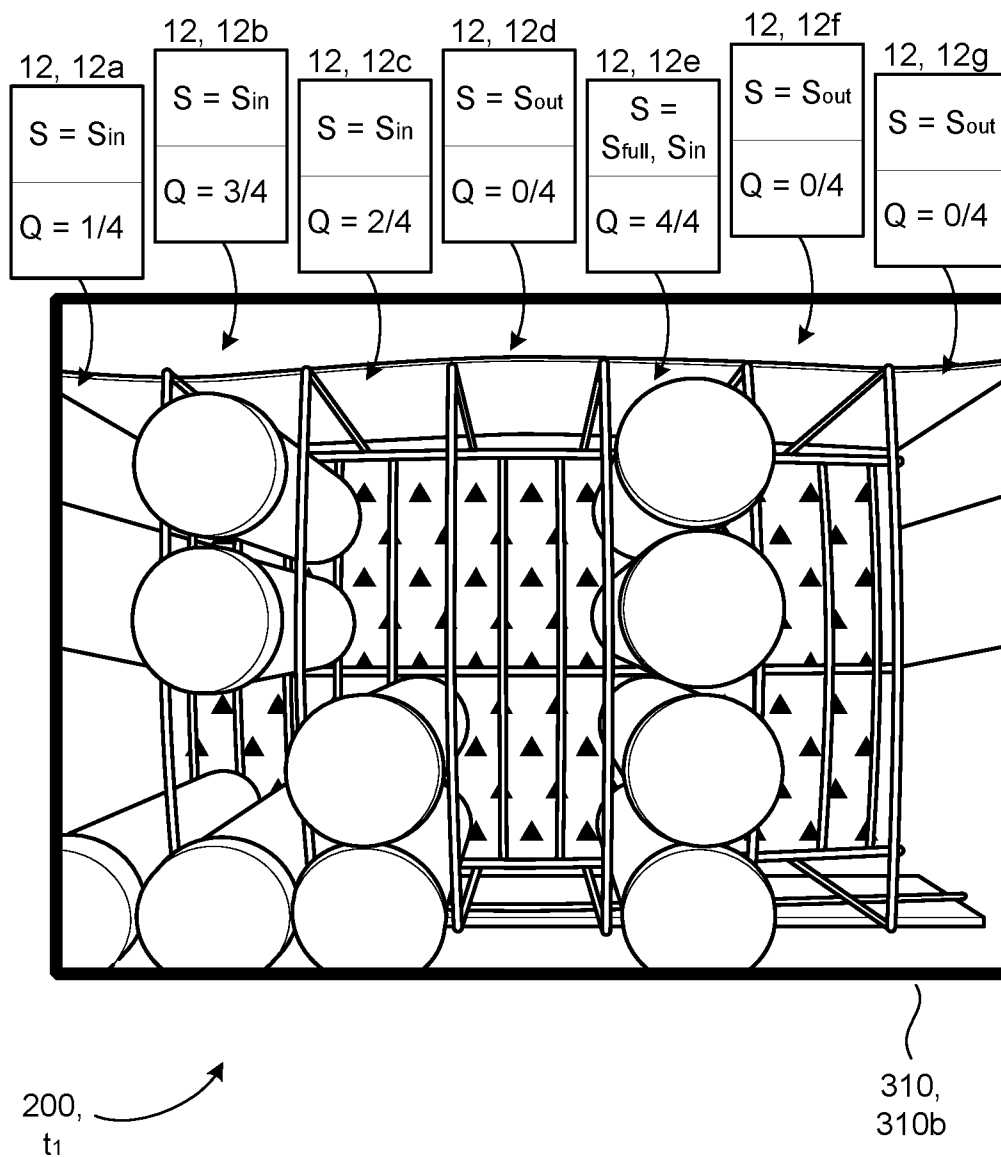 12, 12a
S = Sin
Q = 1/4
12, 12b
S = Sin
Q = 3/4
12, 12c
S = Sin
Q = 2/4
12, 12d
S = Sout
Q = 0/4
12, 12e
S =
Sfull, Sin
Q = 4/4
12, 12f
S = Sout
Q = 0/4
12, 12g
S = Sout
Q = 0/4
200,
t1
310,
310b